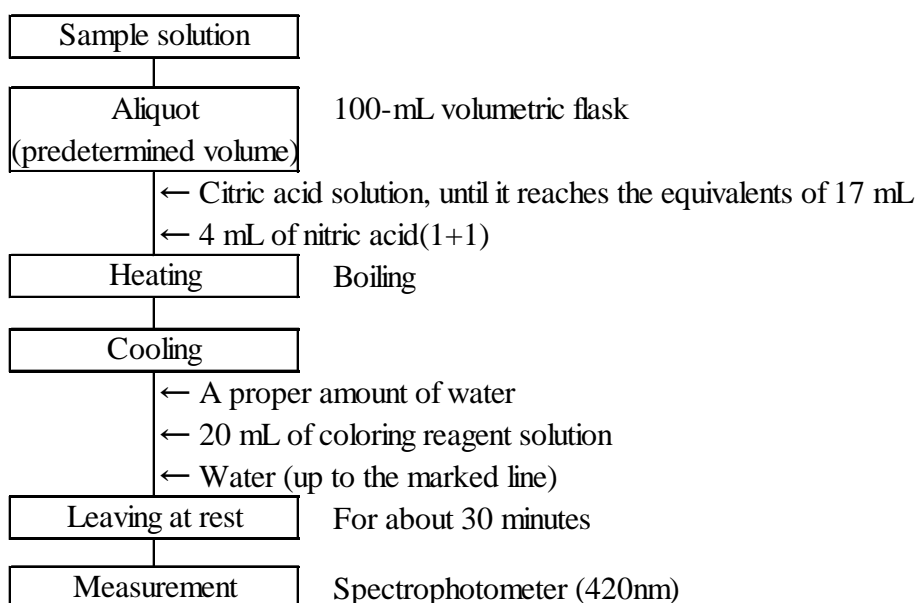 Sample solution
Aliquot 100-mL volumetric flask
(predetermined volume)
← Citric acid solution, until it reaches the equivalents of 17 mL
← 4 mL of nitric acid(1+1)
Heating Boiling
Cooling
← A proper amount of water
← 20 mL of coloring reagent solution
← Water (up to the marked line)
Leaving at rest For about 30 minutes
Measurement Spectrophotometer (420nm)